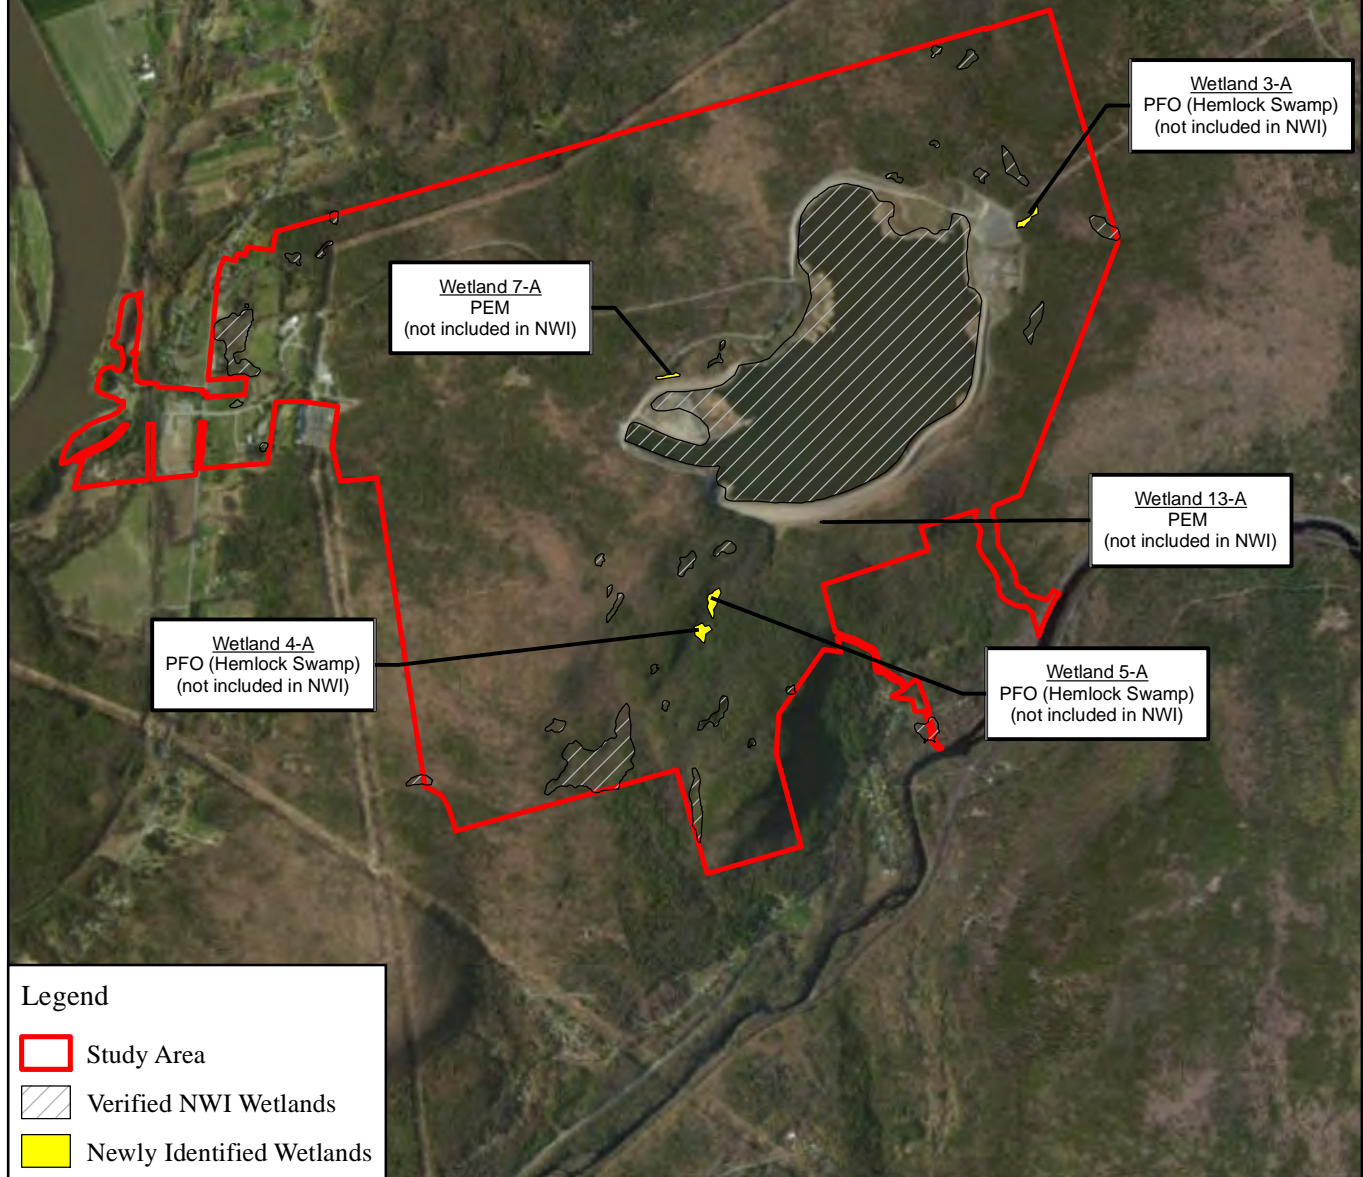 Wetland 3-A
PFO (Hemlock Swamp)
(not included in NWI)
Wetland 7-A
PEM
(not included in NWI)
Wetland 13-A
PEM
(not included in NWI)
Wetland 4-A
PFO (Hemlock Swamp)
(not included in NWI)
Wetland 5-A
PFO (Hemlock Swamp)
(not included in NWI)
Legend
Study Area
Verified NWI Wetlands
Newly Identified Wetlands